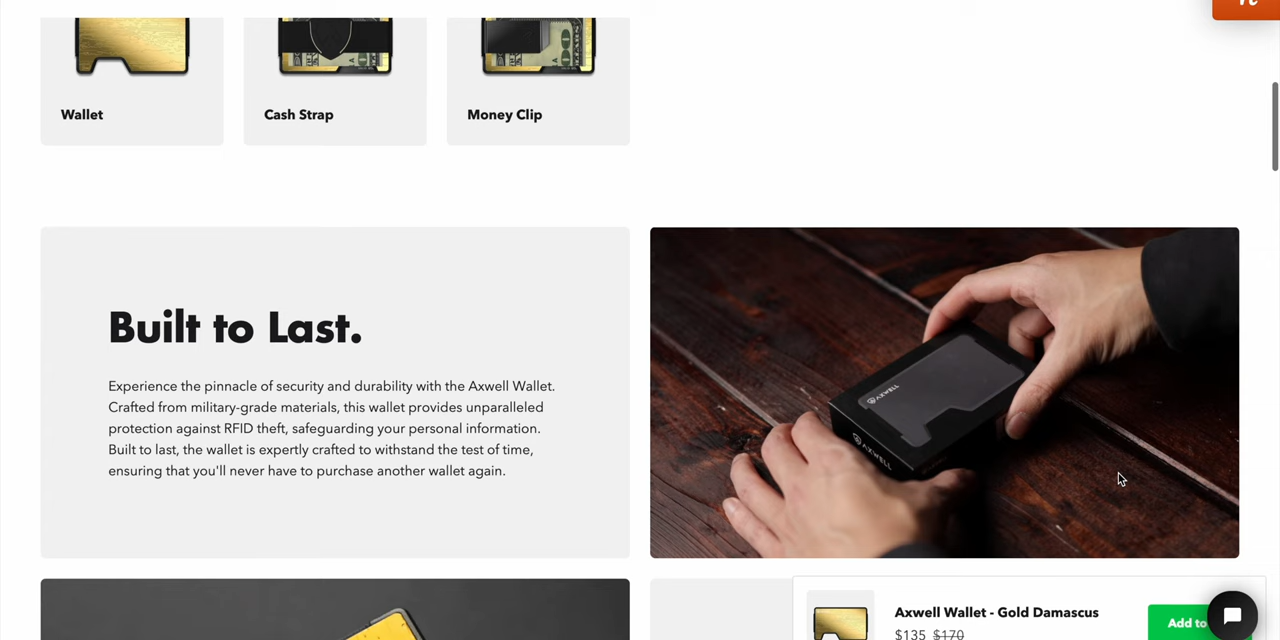 Wallet
Cash Strap
Money Clip
Built to Last.
Experience the pinnacle of security and durability with the Axwell Wallet.
Crafted from military-grade materials, this wallet provides unparalleled
protection against RFID theft, safeguarding your personal information.
Built to last, the wallet is expertly crafted to withstand the test of time,
ensuring that you'll never have to purchase another wallet again.
AXWELL
AXWELL
Axwell Wallet - Gold Damascus
$135 $170
Add to